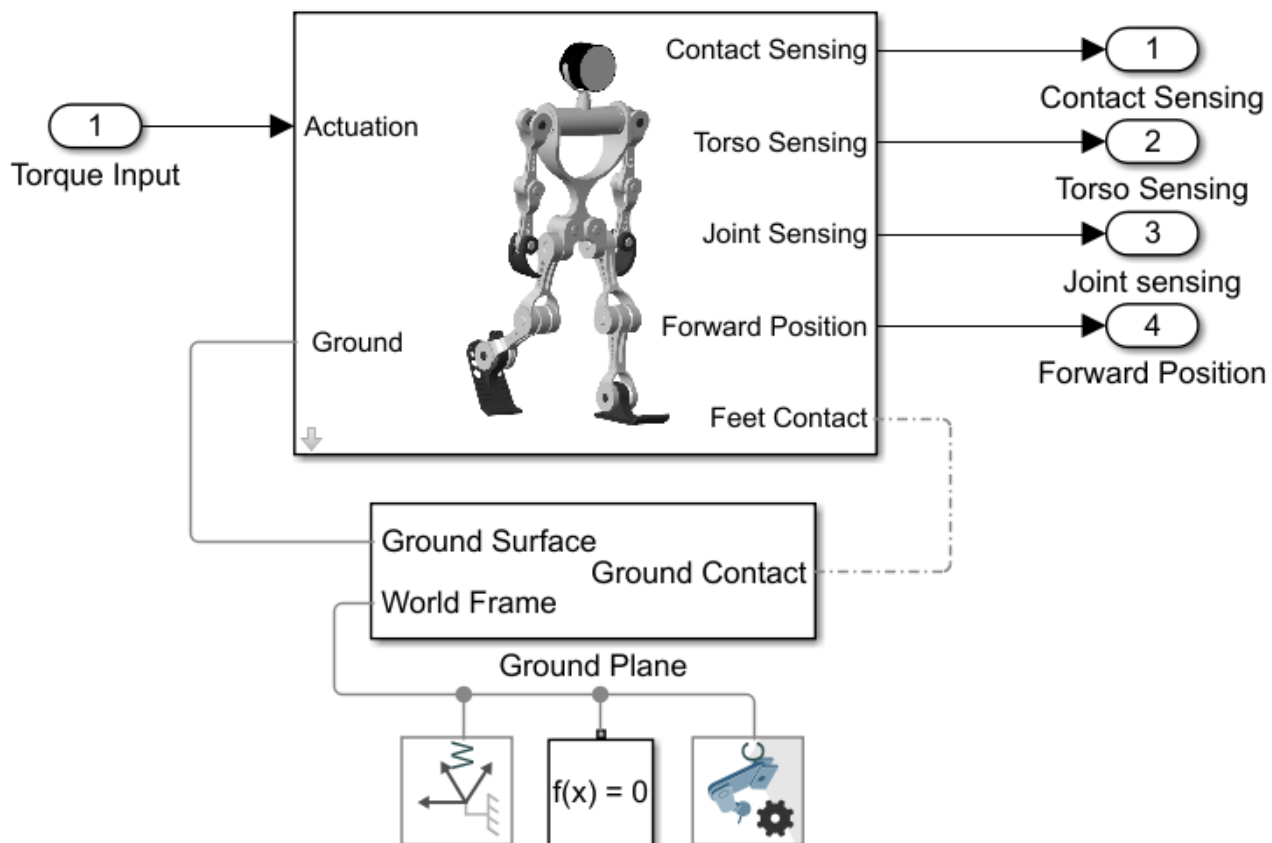 Contact Sensing
1
Contact Sensing
1
Actuation
Torque Input
Torso Sensing
2
Torso Sensing
Joint Sensing
3
Joint sensing
Ground
Forward Position
4
Forward Position
Feet Contact
Ground Surface
Ground Contact
World Frame
Ground Plane
W
f(x) = 0
C